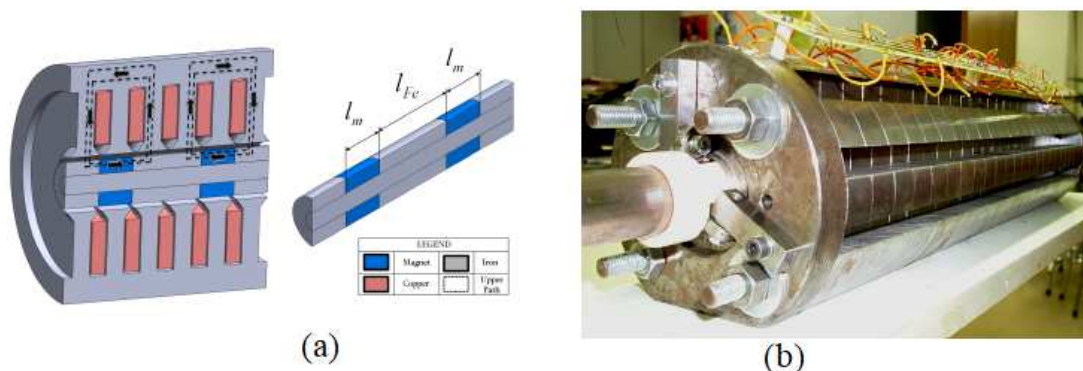 l_m
l_Fe
l_m
LEGEND
Magnet Iron
Copper Upper Path
(a)
(b)